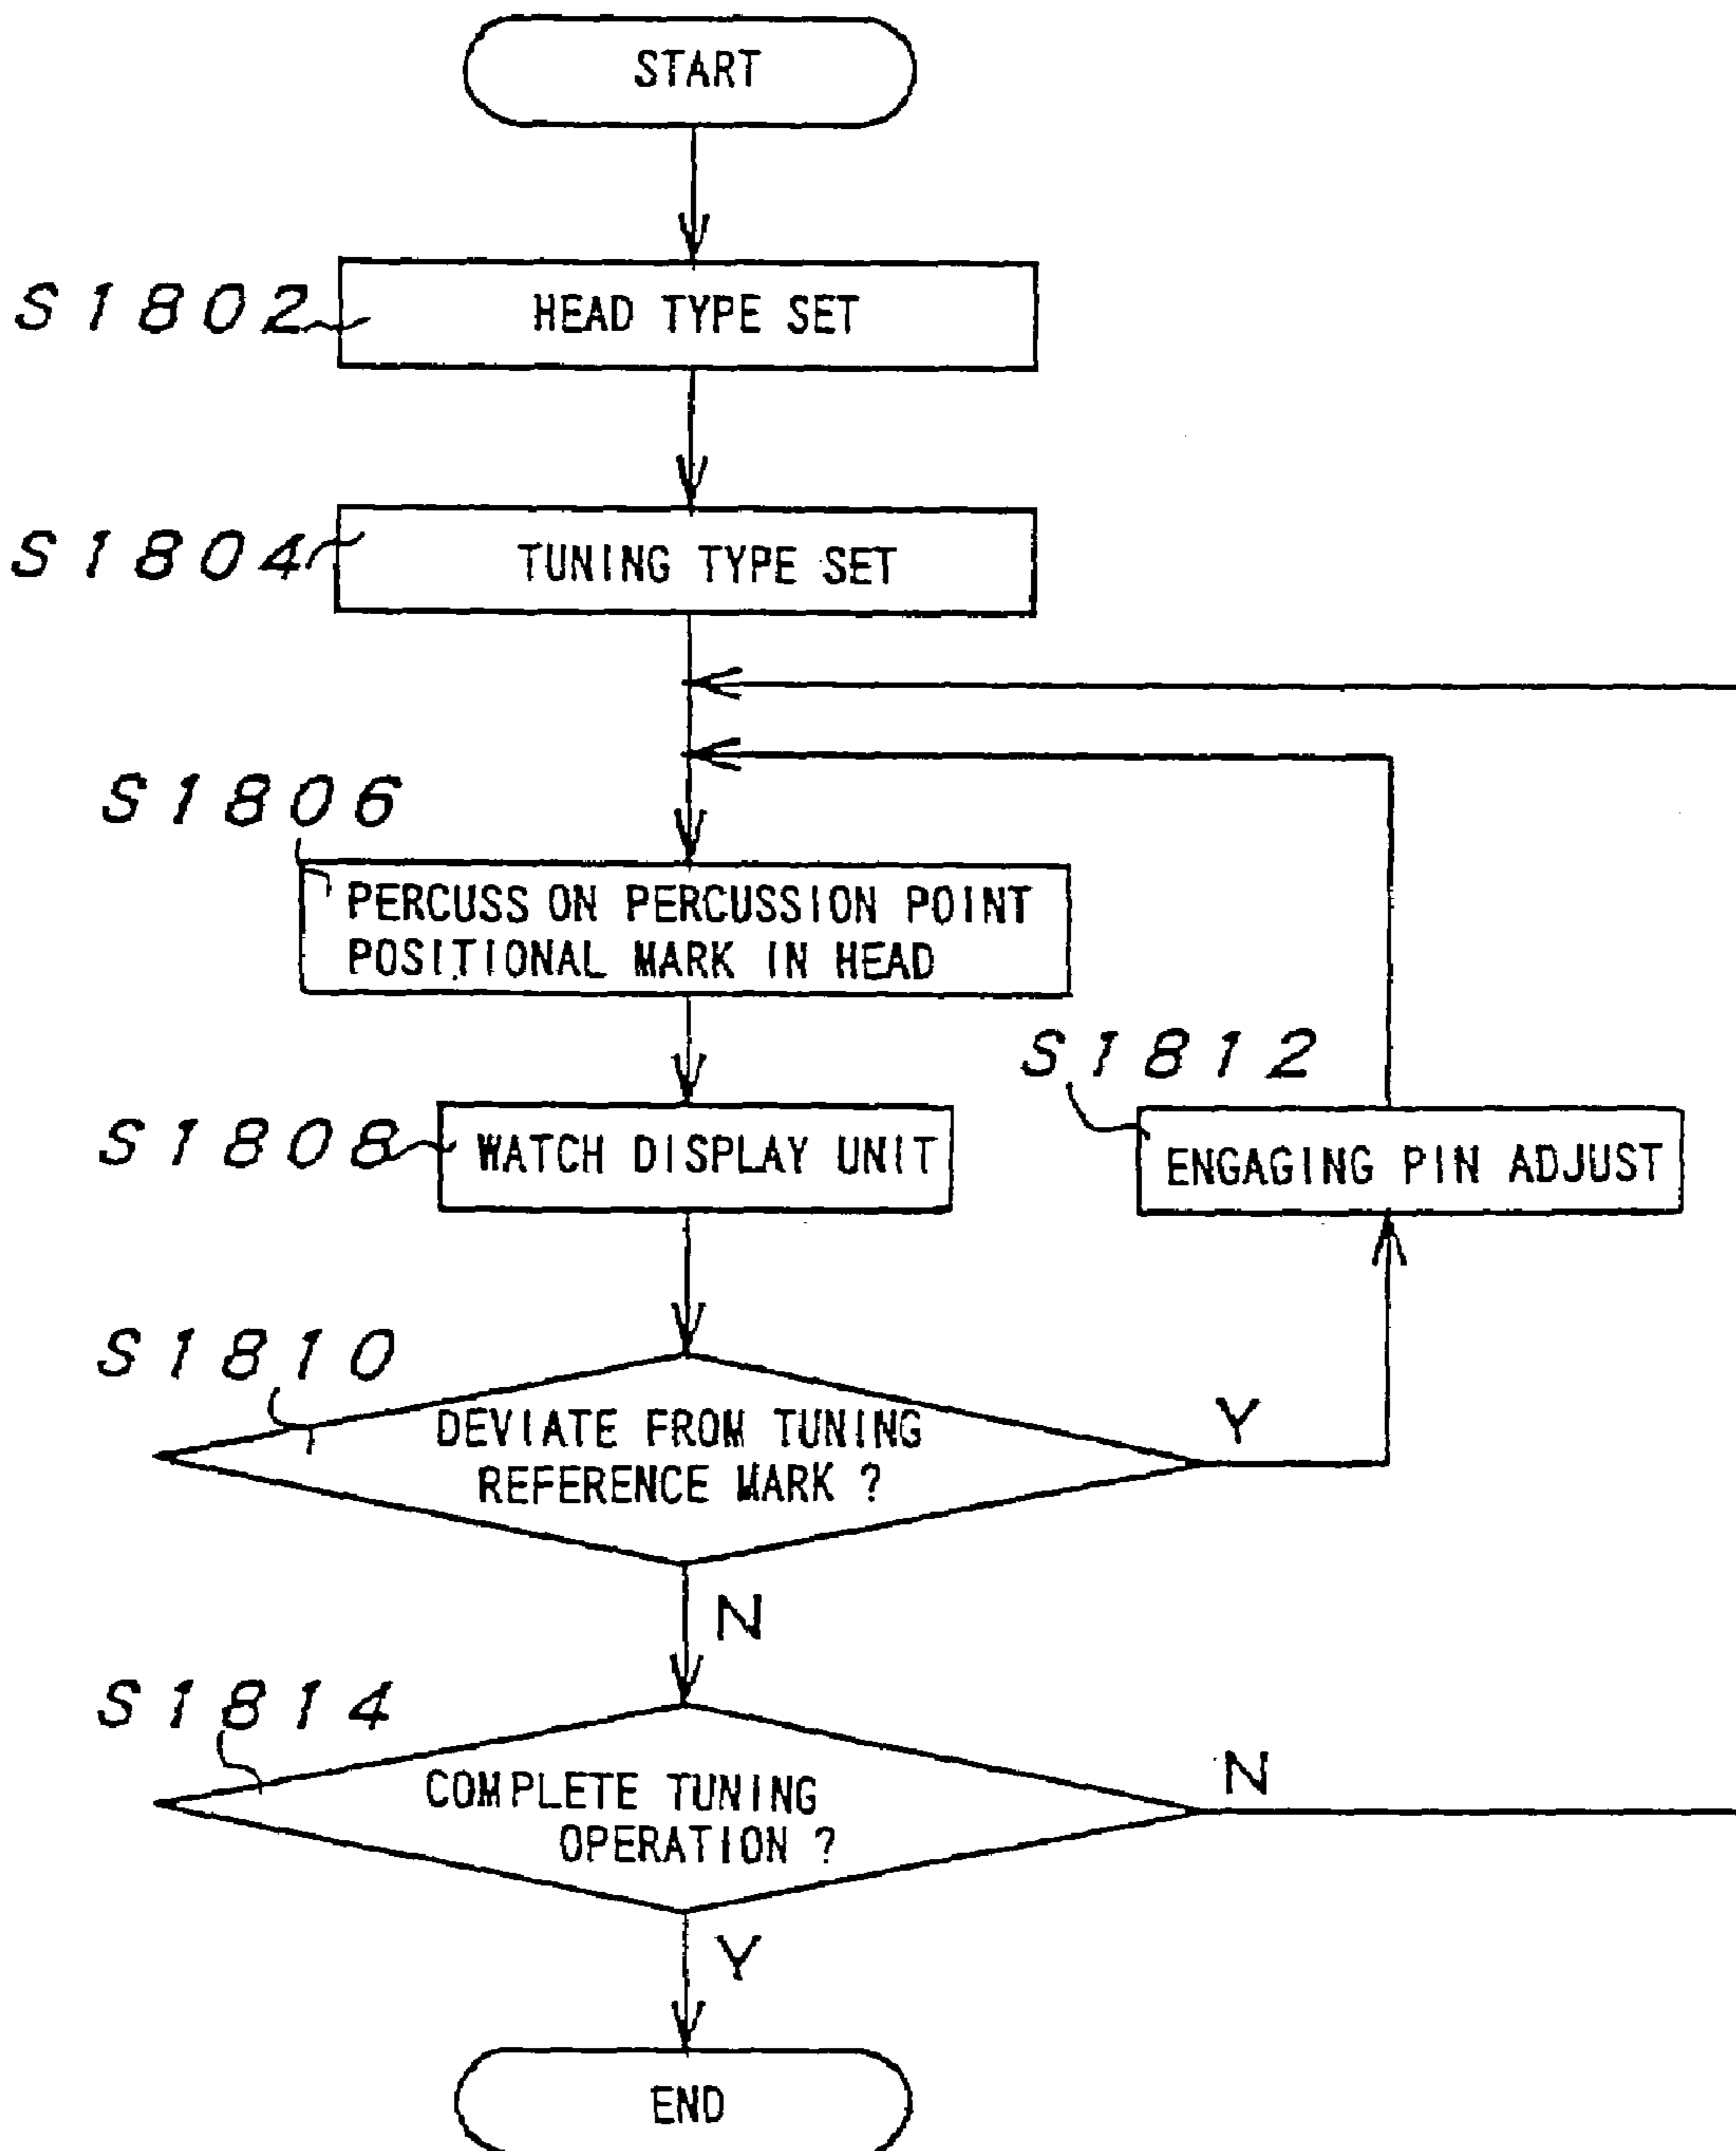 START
S1802
HEAD TYPE SET
S1804
TUNING TYPE SET
S1806
PERCUSS ON PERCUSSION POINT
POSITIONAL MARK IN HEAD
S1812
S1808
WATCH DISPLAY UNIT
ENGAGING PIN ADJUST
S1810
DEVIATE FROM TUNING
REFERENCE MARK ?
Y
N
S1814
COMPLETE TUNING
OPERATION ?
N
Y
END